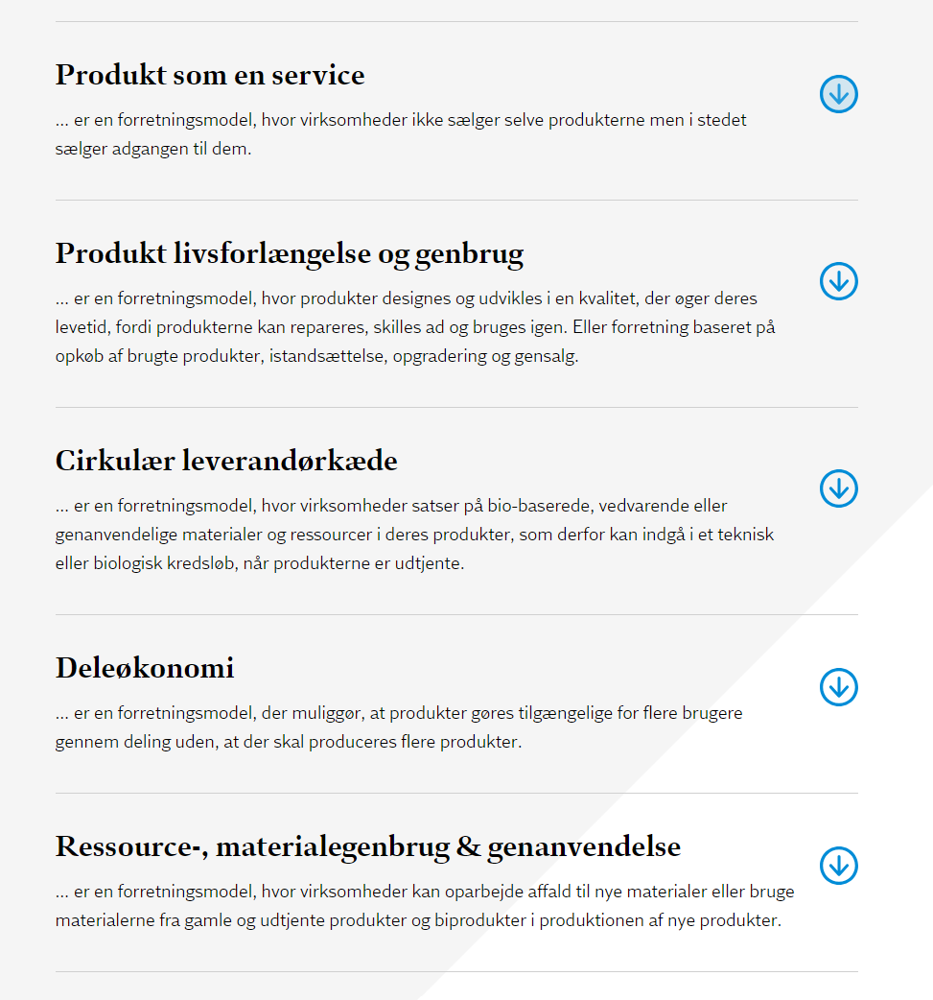 Produkt som en service
... er en forretningsmodel, hvor virksomheder ikke sælger selve produkterne men i stedet
sælger adgangen til dem.
Produkt livsforlængelse og genbrug
... er en forretningsmodel, hvor produkter designes og udvikles i en kvalitet, der øger deres
levetid, fordi produkterne kan repareres, skilles ad og bruges igen. Eller forretning baseret på
opkøb af brugte produkter, istandsættelse, opgradering og gensalg.
Cirkulær leverandørkæde
... er en forretningsmodel, hvor virksomheder satser på bio-baserede, vedvarende eller
genanvendelige materialer og ressourcer i deres produkter, som derfor kan indgå i et teknisk
eller biologisk kredsløb, når produkterne er udtjente.
Deleøkonomi
... er en forretningsmodel, der muliggør, at produkter gøres tilgængelige for flere brugere
gennem deling uden, at der skal produceres flere produkter.
Ressource-, materialegenbrug & genanvendelse
... er en forretningsmodel, hvor virksomheder kan oparbejde affald til nye materialer eller bruge
materialerne fra gamle og udtjente produkter og biprodukter i produktionen af nye produkter.